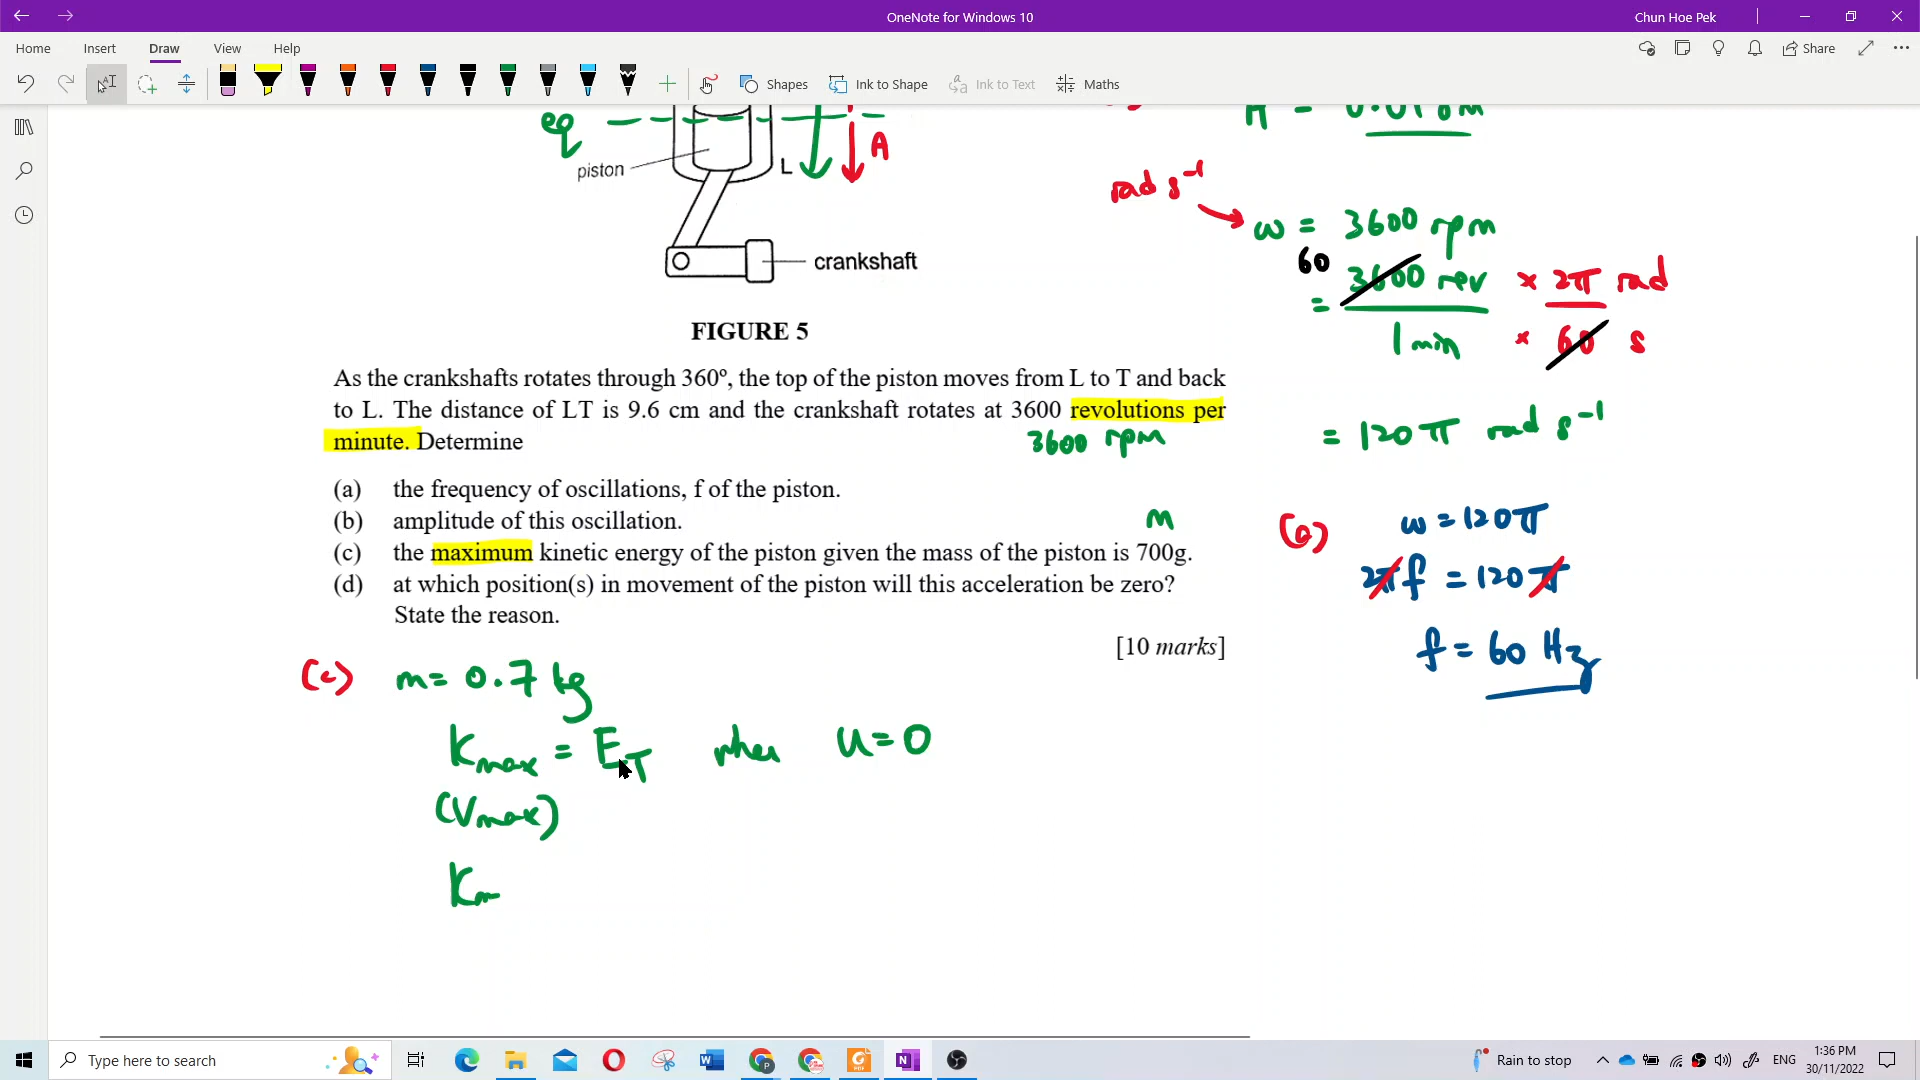 OneNote for Windows 10
Chun Hoe Pek
Home Insert Draw View Help
Share
Shapes
Ink to Shape
Ink to Text
Maths
eq
piston
L
A
crankshaft
FIGURE 5
As the crankshafts rotates through 360º, the top of the piston moves from L to T and back
to L. The distance of LT is 9.6 cm and the crankshaft rotates at 3600 revolutions per
minute. Determine
3600 rpm
(a) the frequency of oscillations, f of the piston.
(b) amplitude of this oscillation.
m
(c) the maximum kinetic energy of the piston given the mass of the piston is 700g.
(d) at which position(s) in movement of the piston will this acceleration be zero?
State the reason.
[10 marks]
(c) m = 0.7 kg
Kmax = ET when U = 0
(Vmax)
Km
rad s⁻¹
ω = 3600 rpm
60
= 3600 rev × 2π rad
1 min × 60 s
= 120 π rad s⁻¹
(a) ω = 120π
2πf = 120π
f = 60 Hz
Type here to search
Rain to stop
ENG
1:36 PM
30/11/2022